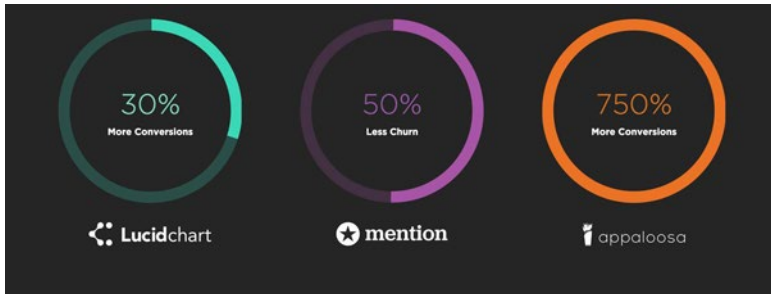 30%
More Conversions
50%
Less Churn
750%
More Conversions
Lucidchart
mention
appaloosa